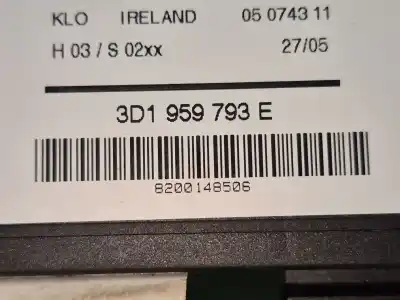 KLO IRELAND 05 0743 11
H 03 / S 02xx 27/05
3D1 959 793 E
8200148506